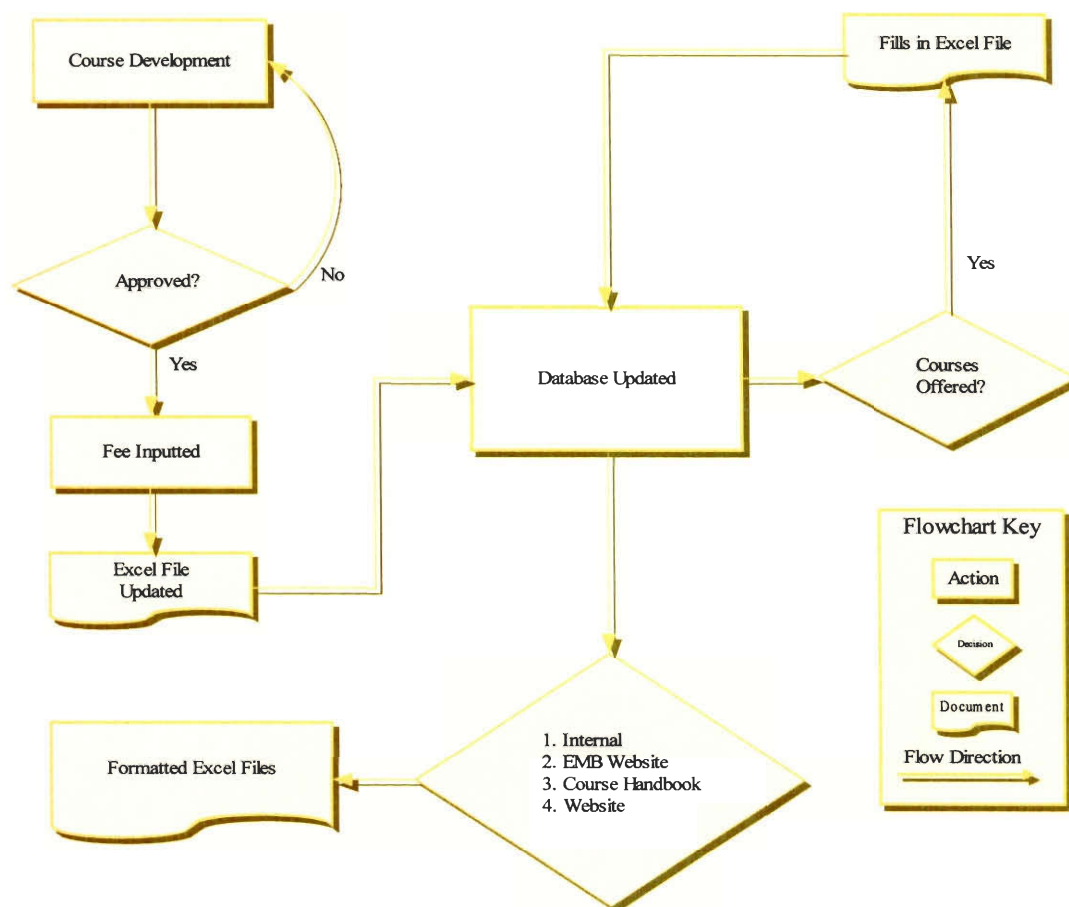 Course Development
Fills in Excel File
Approved?
No
Yes
Yes
Database Updated
Courses
Offered?
Fee Inputted
Excel File
Updated
Flowchart Key
Action
Decision
Document
Flow Direction
1. Internal
2. EMB Website
3. Course Handbook
4. Website
Formatted Excel Files